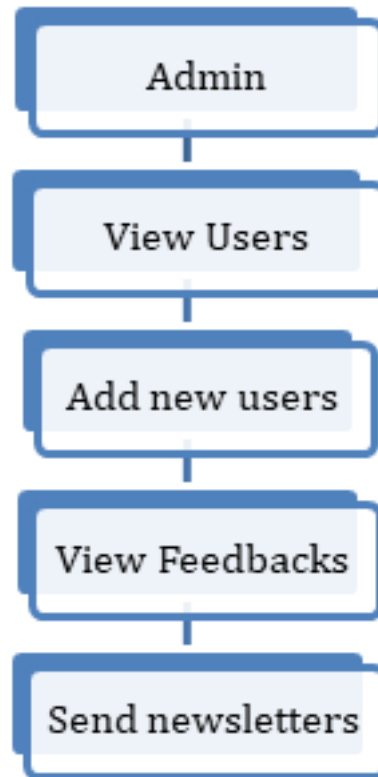 Admin
View Users
Add new users
View Feedbacks
Send newsletters